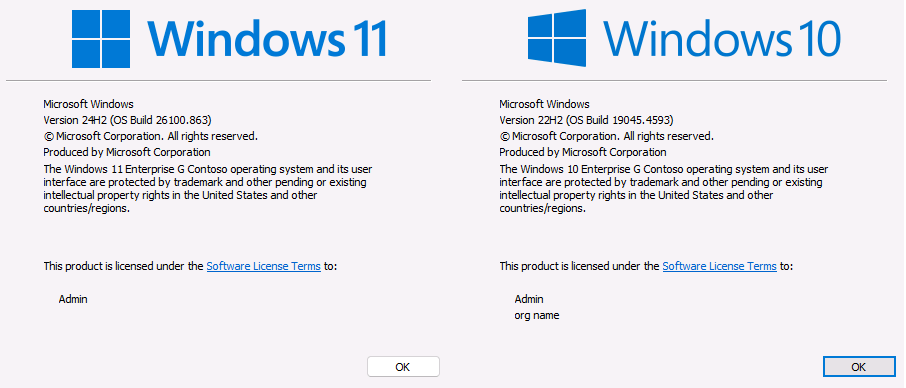 Windows 11
Microsoft Windows
Version 24H2 (OS Build 26100.863)
© Microsoft Corporation. All rights reserved.
Produced by Microsoft Corporation
The Windows 11 Enterprise G Contoso operating system and its user
interface are protected by trademark and other pending or existing
intellectual property rights in the United States and other
countries/regions.
This product is licensed under the Software License Terms to:
Admin
OK
Windows 10
Microsoft Windows
Version 22H2 (OS Build 19045.4593)
© Microsoft Corporation. All rights reserved.
Produced by Microsoft Corporation
The Windows 10 Enterprise G Contoso operating system and its user
interface are protected by trademark and other pending or existing
intellectual property rights in the United States and other
countries/regions.
This product is licensed under the Software License Terms to:
Admin
org name
OK